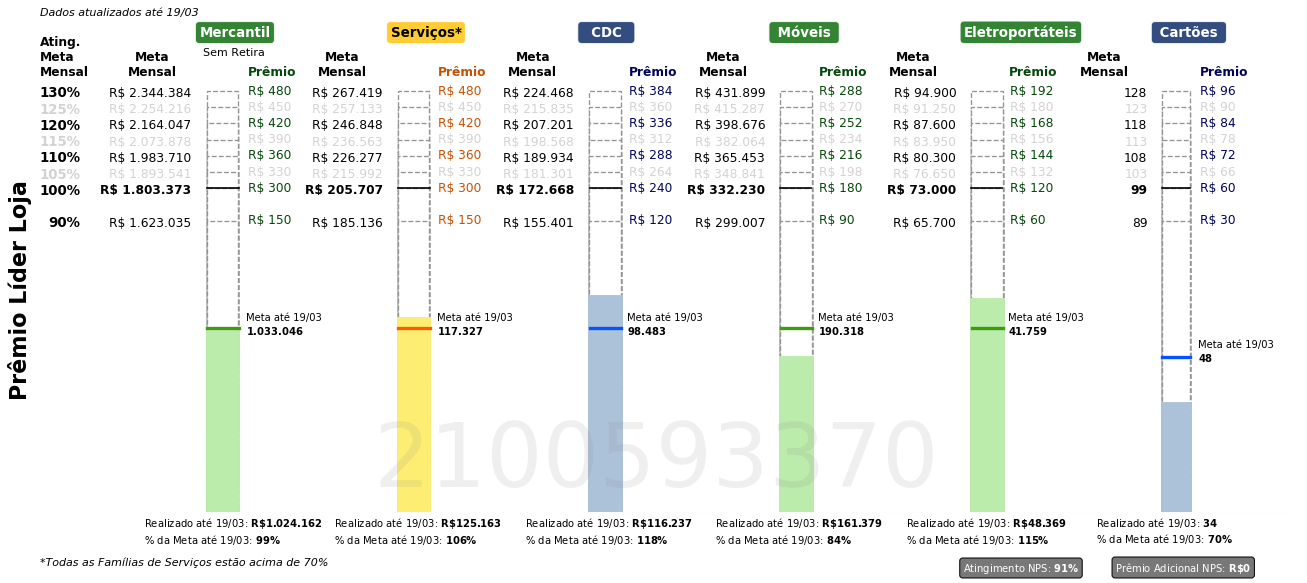 Dados atualizados até 19/03
Mercantil Serviços* CDC Móveis Eletroportáteis Cartões
Sem Retira
Ating. Meta Mensal Meta Mensal Prêmio Meta Mensal Prêmio Meta Mensal Prêmio Meta Mensal Prêmio Meta Mensal Prêmio Meta Mensal Prêmio
130% R$ 2.344.384 R$ 480 R$ 267.419 R$ 480 R$ 224.468 R$ 384 R$ 431.899 R$ 288 R$ 94.900 R$ 192 128 R$ 96
125% R$ 2.254.216 R$ 450 R$ 257.133 R$ 450 R$ 215.835 R$ 360 R$ 415.287 R$ 270 R$ 91.250 R$ 180 123 R$ 90
120% R$ 2.164.047 R$ 420 R$ 246.848 R$ 420 R$ 207.201 R$ 336 R$ 398.676 R$ 252 R$ 87.600 R$ 168 118 R$ 84
115% R$ 2.073.878 R$ 390 R$ 236.563 R$ 390 R$ 198.568 R$ 312 R$ 382.064 R$ 234 R$ 83.950 R$ 156 113 R$ 78
110% R$ 1.983.710 R$ 360 R$ 226.277 R$ 360 R$ 189.934 R$ 288 R$ 365.453 R$ 216 R$ 80.300 R$ 144 108 R$ 72
105% R$ 1.893.541 R$ 330 R$ 215.992 R$ 330 R$ 181.301 R$ 264 R$ 348.841 R$ 198 R$ 76.650 R$ 132 103 R$ 66
100% R$ 1.803.373 R$ 300 R$ 205.707 R$ 300 R$ 172.668 R$ 240 R$ 332.230 R$ 180 R$ 73.000 R$ 120 99 R$ 60
90% R$ 1.623.035 R$ 150 R$ 185.136 R$ 150 R$ 155.401 R$ 120 R$ 299.007 R$ 90 R$ 65.700 R$ 60 89 R$ 30
Prêmio Líder Loja
Meta até 19/03 Meta até 19/03 Meta até 19/03 Meta até 19/03 Meta até 19/03
1.033.046 117.327 98.483 190.318 41.759
Meta até 19/03
48
2100593370
Realizado até 19/03: R$1.024.162 Realizado até 19/03: R$125.163 Realizado até 19/03: R$116.237 Realizado até 19/03: R$161.379 Realizado até 19/03: R$48.369 Realizado até 19/03: 34
% da Meta até 19/03: 99% % da Meta até 19/03: 106% % da Meta até 19/03: 118% % da Meta até 19/03: 84% % da Meta até 19/03: 115% % da Meta até 19/03: 70%
*Todas as Famílias de Serviços estão acima de 70%
Atingimento NPS: 91% Prêmio Adicional NPS: R$0